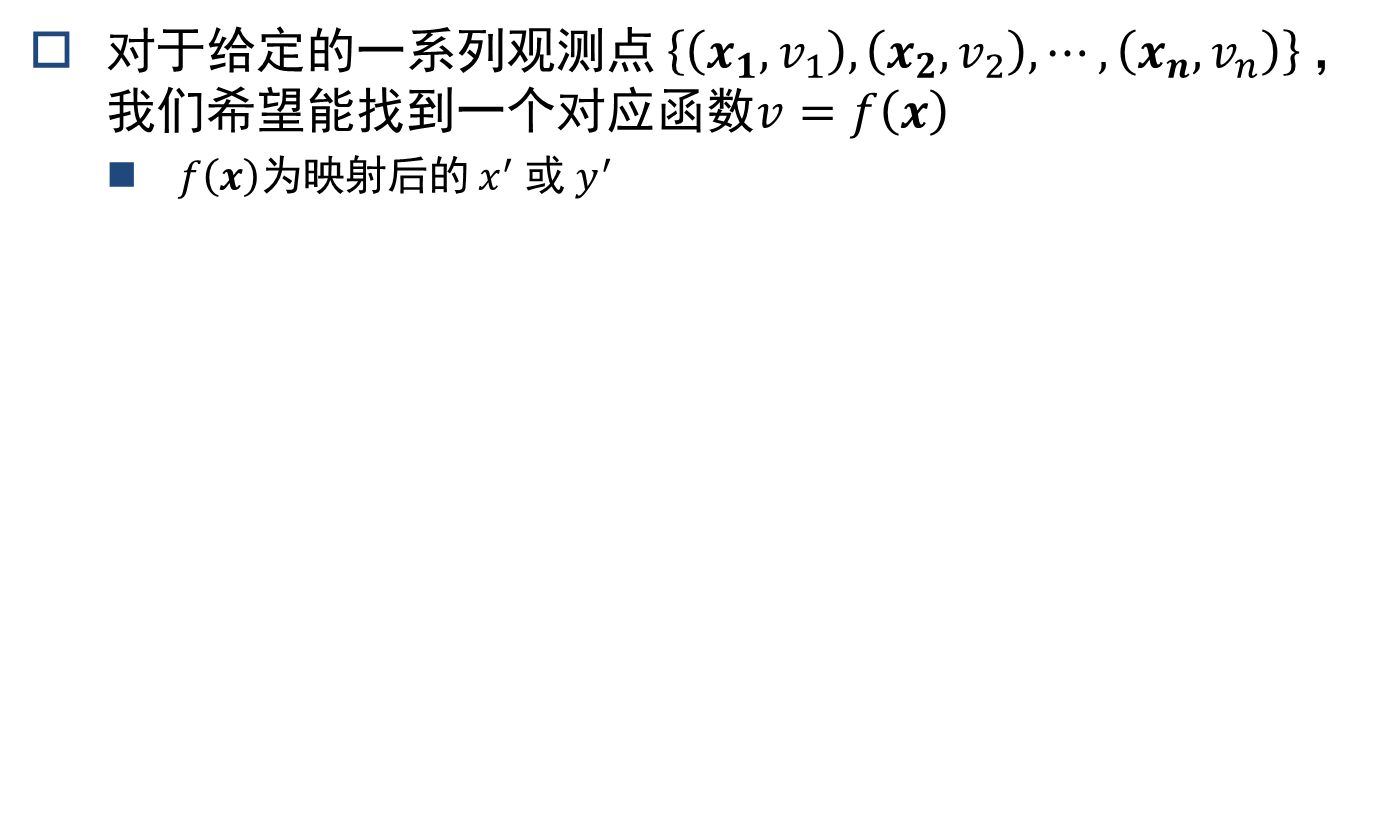 对于给定的一系列观测点 {(𝒙₁, 𝑣₁), (𝒙₂, 𝑣₂), ⋯ , (𝒙ₙ, 𝑣ₙ)}，
我们希望能找到一个对应函数𝑣 = 𝑓(𝒙)
𝑓(𝒙)为映射后的 𝑥′ 或 𝑦′